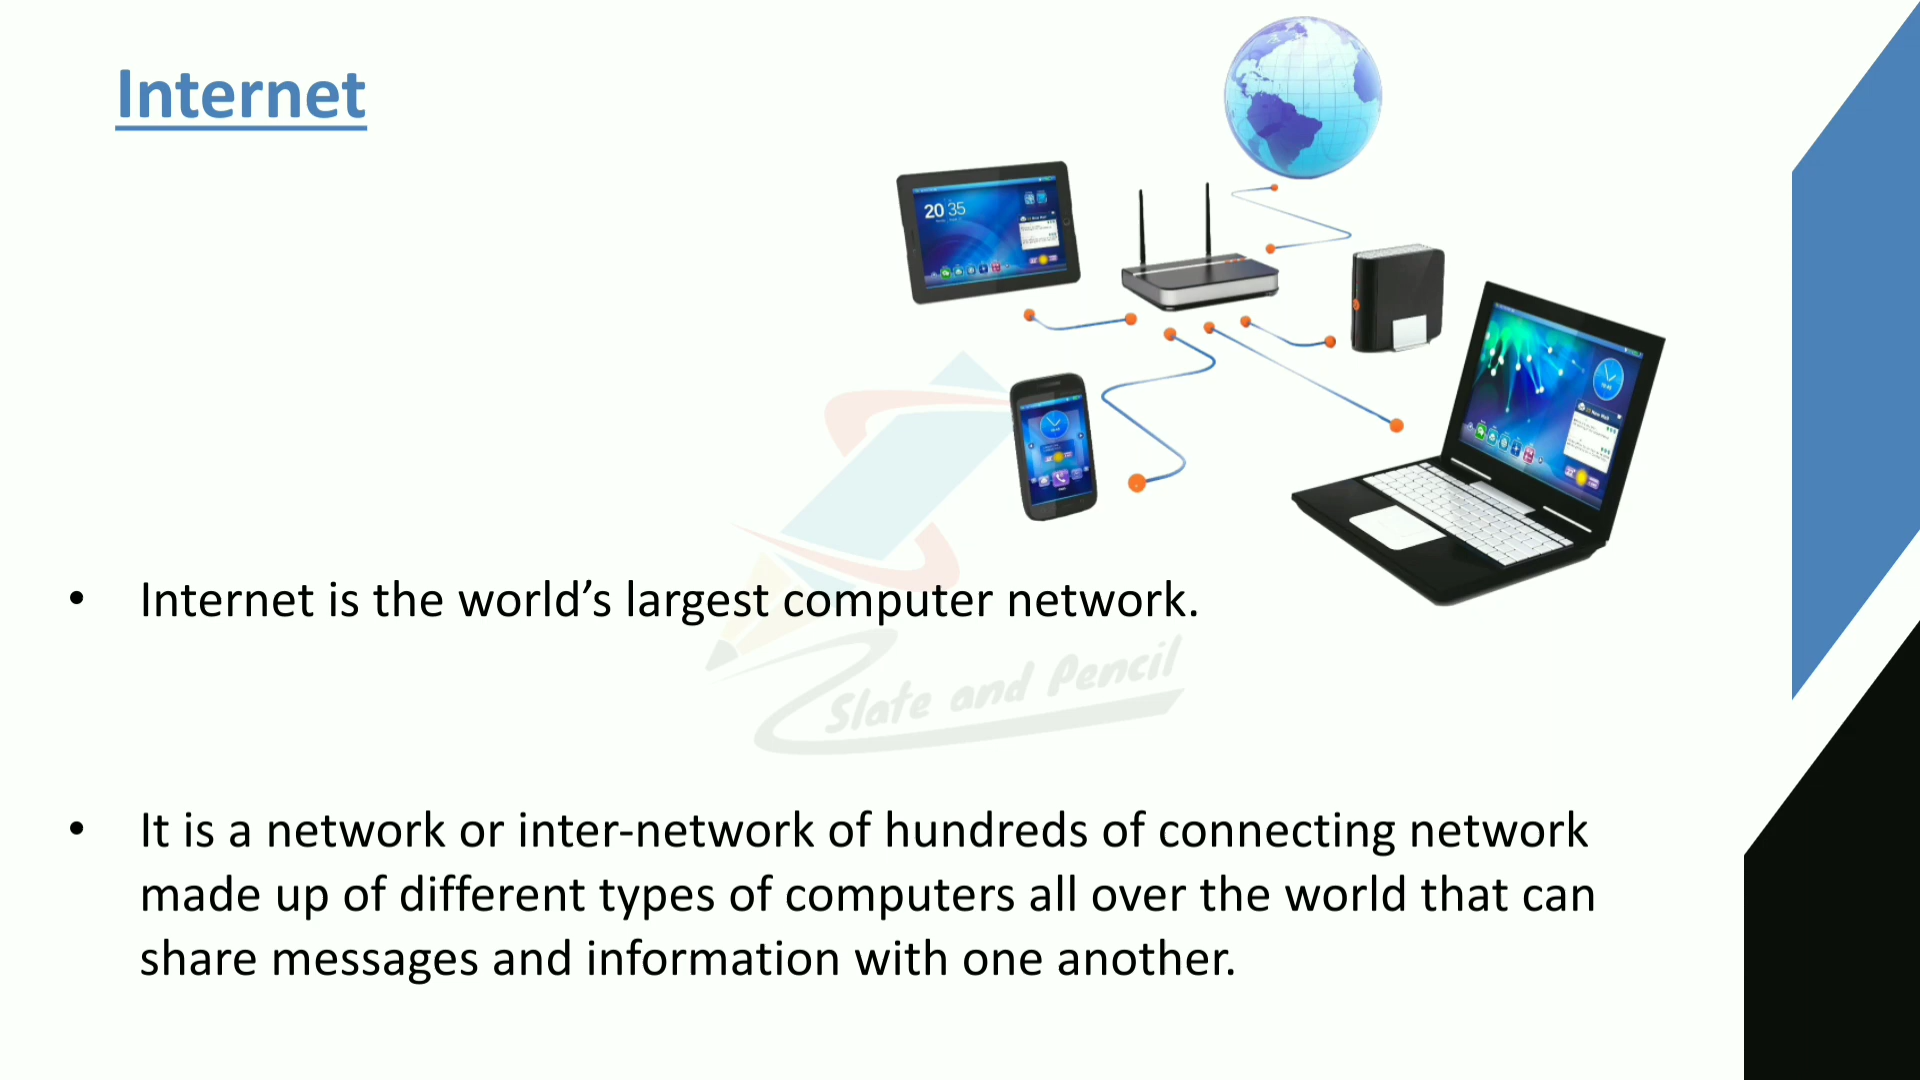 Internet
20 35
• Internet is the world’s largest computer network.
Slate and Pencil
• It is a network or inter-network of hundreds of connecting network
made up of different types of computers all over the world that can
share messages and information with one another.